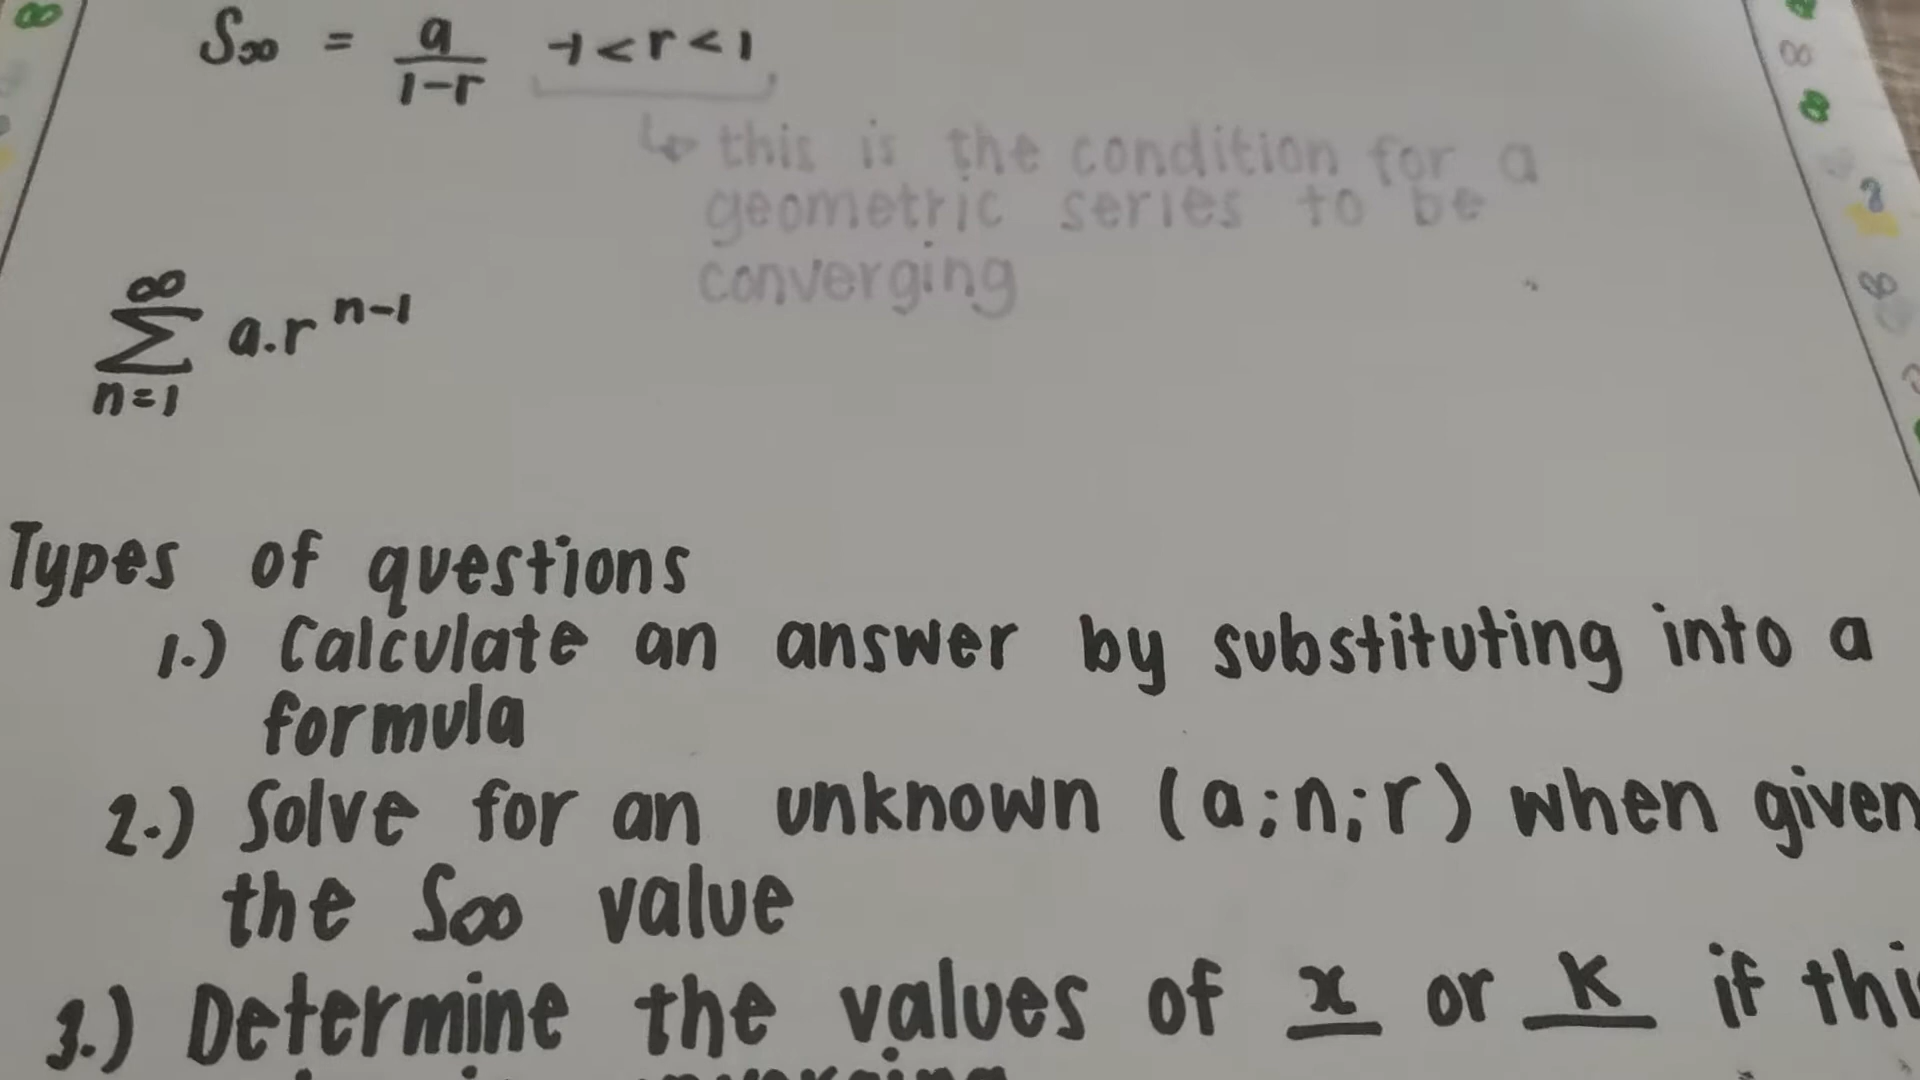 S∞ = a/(1-r) -1<r<1
↳ this is the condition for a
geometric series to be
converging
∞
Σ a.r^(n-1)
n=1
Types of questions
1.) Calculate an answer by substituting into a
formula
2.) Solve for an unknown (a;n;r) when given
the S∞ value
3.) Determine the values of x or k if thi